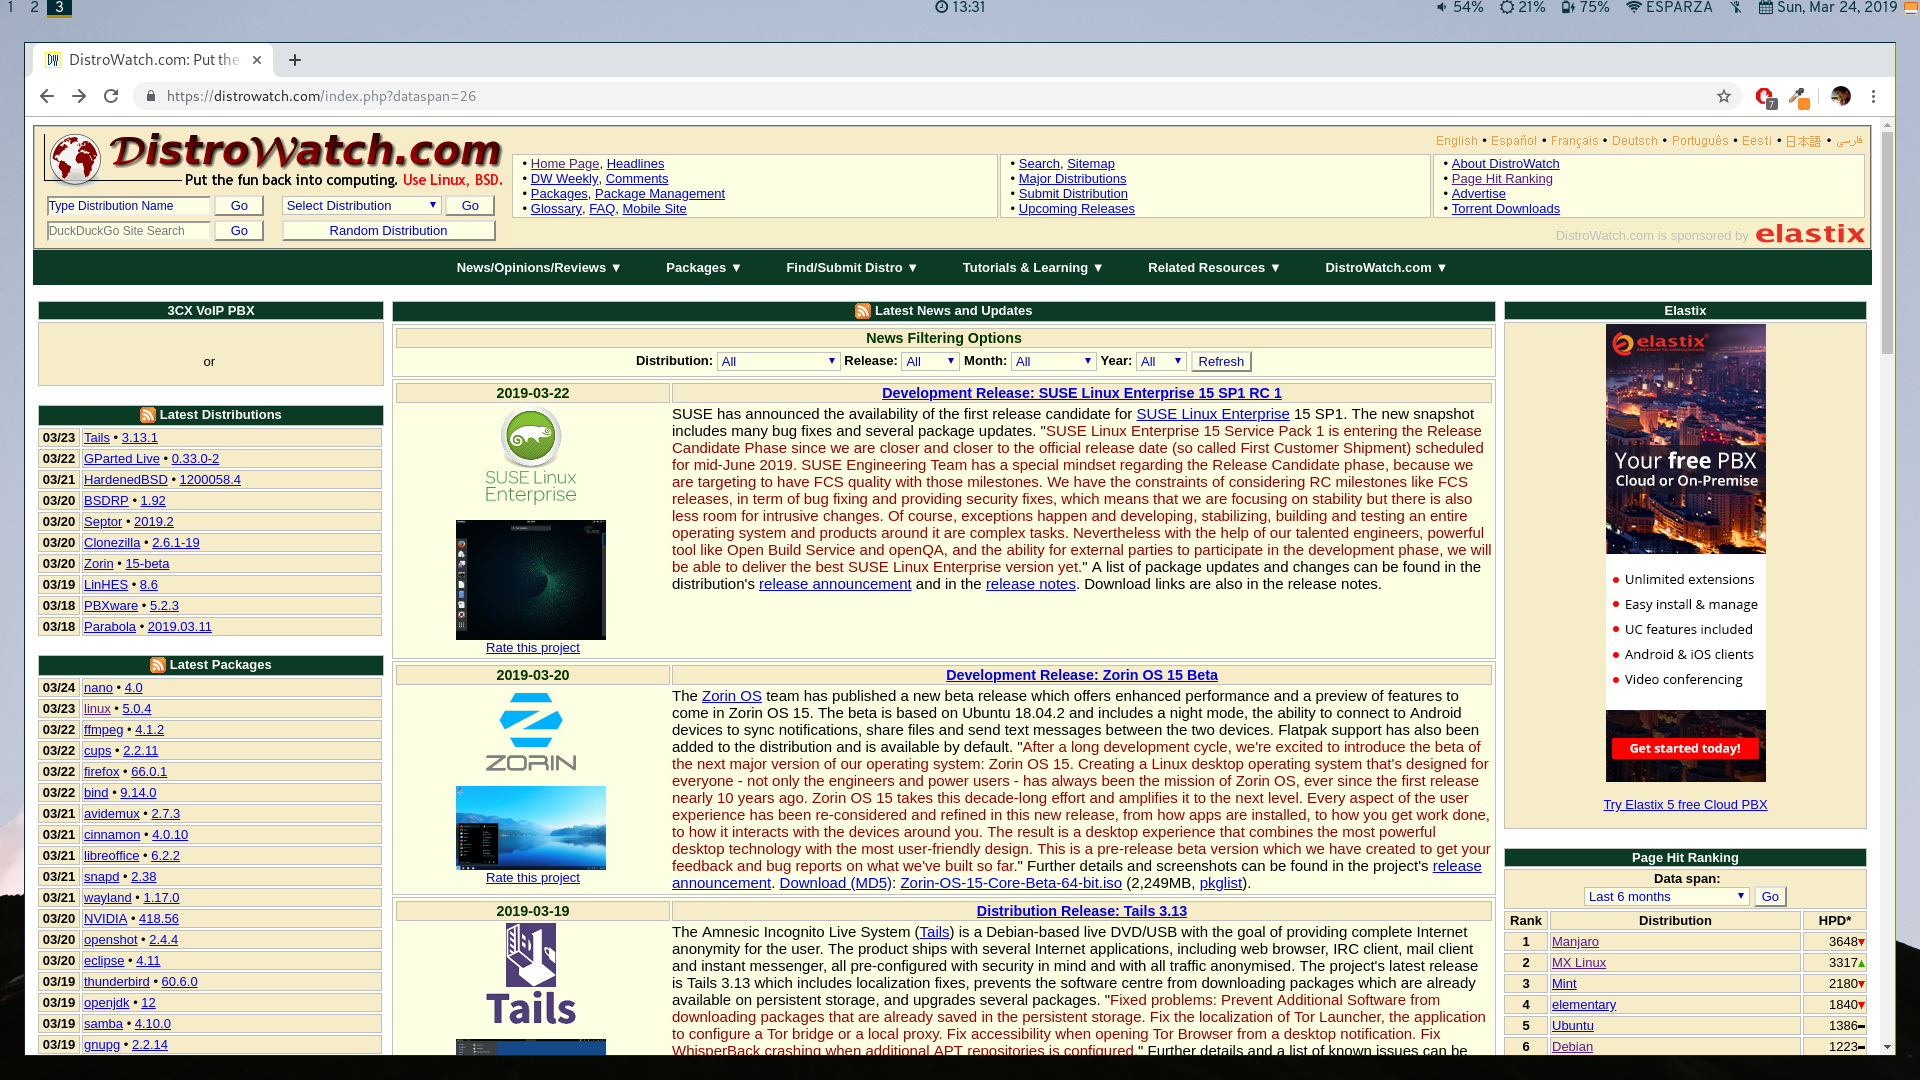 1 2 3
13:31
54% 21% 75% ESPARZA Sun, Mar 24, 2019
DistroWatch.com: Put the
https://distrowatch.com/index.php?dataspan=26
7
DistroWatch.com
Put the fun back into computing. Use Linux, BSD.
English • Español • Français • Deutsch • Português • Eesti • 日本語 • فارسی
• Home Page, Headlines
• DW Weekly, Comments
• Packages, Package Management
• Glossary, FAQ, Mobile Site
• Search, Sitemap
• Major Distributions
• Submit Distribution
• Upcoming Releases
• About DistroWatch
• Page Hit Ranking
• Advertise
• Torrent Downloads
Type Distribution Name Go Select Distribution Go
DuckDuckGo Site Search Go Random Distribution
DistroWatch.com is sponsored by elastix
News/Opinions/Reviews ▼ Packages ▼ Find/Submit Distro ▼ Tutorials & Learning ▼ Related Resources ▼ DistroWatch.com ▼
3CX VoIP PBX
or
Latest Distributions
03/23 Tails • 3.13.1
03/22 GParted Live • 0.33.0-2
03/21 HardenedBSD • 1200058.4
03/20 BSDRP • 1.92
03/20 Septor • 2019.2
03/20 Clonezilla • 2.6.1-19
03/20 Zorin • 15-beta
03/19 LinHES • 8.6
03/18 PBXware • 5.2.3
03/18 Parabola • 2019.03.11
Latest Packages
03/24 nano • 4.0
03/23 linux • 5.0.4
03/22 ffmpeg • 4.1.2
03/22 cups • 2.2.11
03/22 firefox • 66.0.1
03/22 bind • 9.14.0
03/21 avidemux • 2.7.3
03/21 cinnamon • 4.0.10
03/21 libreoffice • 6.2.2
03/21 snapd • 2.38
03/21 wayland • 1.17.0
03/20 NVIDIA • 418.56
03/20 openshot • 2.4.4
03/20 eclipse • 4.11
03/19 thunderbird • 60.6.0
03/19 openjdk • 12
03/19 samba • 4.10.0
03/19 gnupg • 2.2.14
Latest News and Updates
News Filtering Options
Distribution: All Release: All Month: All Year: All Refresh
2019-03-22 Development Release: SUSE Linux Enterprise 15 SP1 RC 1
SUSE Linux
Enterprise
Rate this project
SUSE has announced the availability of the first release candidate for SUSE Linux Enterprise 15 SP1. The new snapshot
includes many bug fixes and several package updates. "SUSE Linux Enterprise 15 Service Pack 1 is entering the Release
Candidate Phase since we are closer and closer to the official release date (so called First Customer Shipment) scheduled
for mid-June 2019. SUSE Engineering Team has a special mindset regarding the Release Candidate phase, because we
are targeting to have FCS quality with those milestones. We have the constraints of considering RC milestones like FCS
releases, in term of bug fixing and providing security fixes, which means that we are focusing on stability but there is also
less room for intrusive changes. Of course, exceptions happen and developing, stabilizing, building and testing an entire
operating system and products around it are complex tasks. Nevertheless with the help of our talented engineers, powerful
tool like Open Build Service and openQA, and the ability for external parties to participate in the development phase, we will
be able to deliver the best SUSE Linux Enterprise version yet." A list of package updates and changes can be found in the
distribution's release announcement and in the release notes. Download links are also in the release notes.
2019-03-20 Development Release: Zorin OS 15 Beta
ZORIN
Rate this project
The Zorin OS team has published a new beta release which offers enhanced performance and a preview of features to
come in Zorin OS 15. The beta is based on Ubuntu 18.04.2 and includes a night mode, the ability to connect to Android
devices to sync notifications, share files and send text messages between the two devices. Flatpak support has also been
added to the distribution and is available by default. "After a long development cycle, we're excited to introduce the beta of
the next major version of our operating system: Zorin OS 15. Creating a Linux desktop operating system that's designed for
everyone - not only the engineers and power users - has always been the mission of Zorin OS, ever since the first release
nearly 10 years ago. Zorin OS 15 takes this decade-long effort and amplifies it to the next level. Every aspect of the user
experience has been re-considered and refined in this new release, from how apps are installed, to how you get work done,
to how it interacts with the devices around you. The result is a desktop experience that combines the most powerful
desktop technology with the most user-friendly design. This is a pre-release beta version which we have created to get your
feedback and bug reports on what we've built so far." Further details and screenshots can be found in the project's release
announcement. Download (MD5): Zorin-OS-15-Core-Beta-64-bit.iso (2,249MB, pkglist).
2019-03-19 Distribution Release: Tails 3.13
Tails
The Amnesic Incognito Live System (Tails) is a Debian-based live DVD/USB with the goal of providing complete Internet
anonymity for the user. The product ships with several Internet applications, including web browser, IRC client, mail client
and instant messenger, all pre-configured with security in mind and with all traffic anonymised. The project's latest release
is Tails 3.13 which includes localization fixes, prevents the software centre from downloading packages which are already
available on persistent storage, and upgrades several packages. "Fixed problems: Prevent Additional Software from
downloading packages that are already saved in the persistent storage. Fix the localization of Tor Launcher, the application
to configure a Tor bridge or a local proxy. Fix accessibility when opening Tor Browser from a desktop notification. Fix
WhisperBack crashing when additional APT repositories is configured." Further details and a list of known issues can be
Elastix
elastix
Your free PBX
Cloud or On-Premise
• Unlimited extensions
• Easy install & manage
• UC features included
• Android & iOS clients
• Video conferencing
Get started today!
Try Elastix 5 free Cloud PBX
Page Hit Ranking
Data span:
Last 6 months Go
Rank Distribution HPD*
1 Manjaro 3648
2 MX Linux 3317
3 Mint 2180
4 elementary 1840
5 Ubuntu 1386
6 Debian 1223